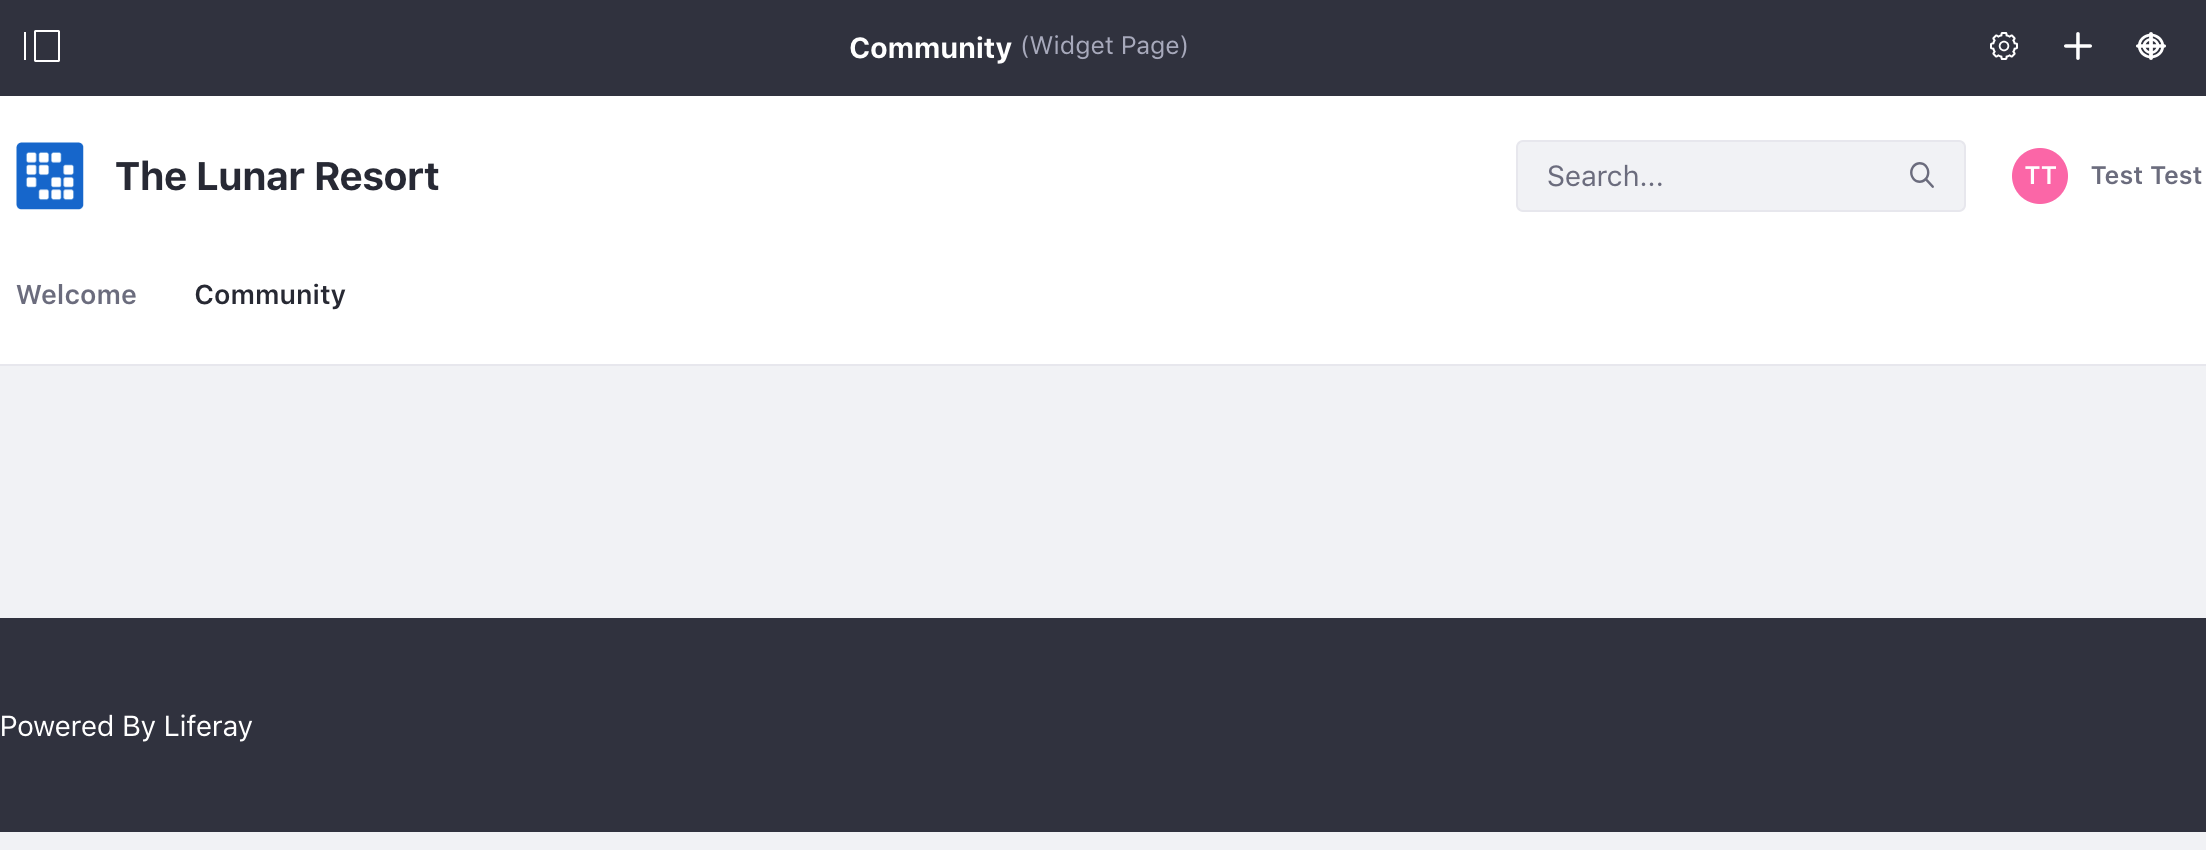 Community (Widget Page)
The Lunar Resort
Search...
TT Test Test
Welcome Community
Powered By Liferay